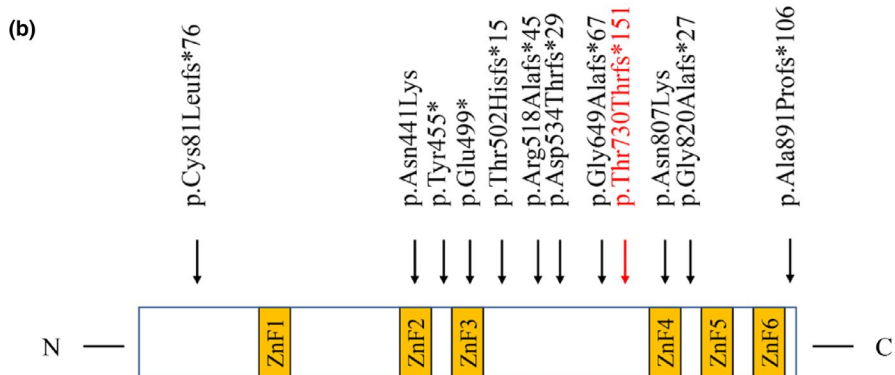 (b)
p.Cys81Leufs*76
p.Asn441Lys
p.Tyr455*
p.Glu499*
p.Thr502Hisfs*15
p.Arg518Alafs*45
p.Asp534Thrfs*29
p.Gly649Alafs*67
p.Thr730Thrfs*151
p.Asn807Lys
p.Gly820Alafs*27
p.Ala891Profs*106
N
ZnF1
ZnF2
ZnF3
ZnF4
ZnF5
ZnF6
C